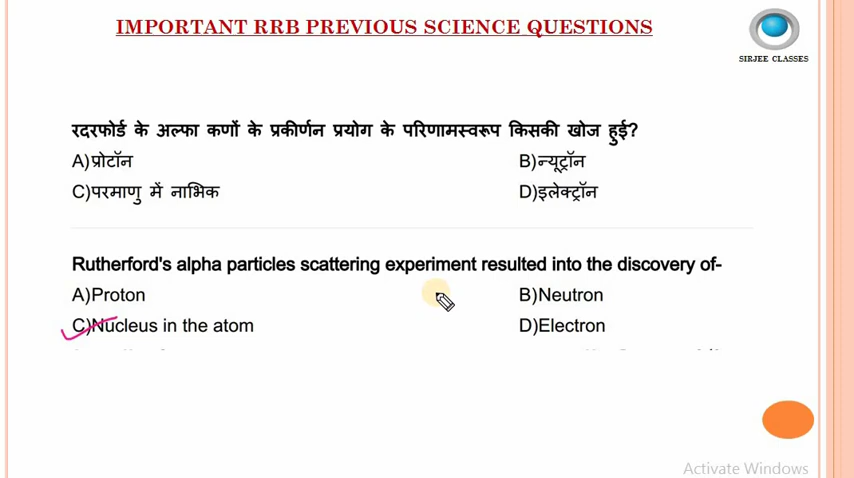 IMPORTANT RRB PREVIOUS SCIENCE QUESTIONS
SIRJEE CLASSES
रदरफोर्ड के अल्फा कणों के प्रकीर्णन प्रयोग के परिणामस्वरूप किसकी खोज हुई?
A)प्रोटॉन B)न्यूट्रॉन
C)परमाणु में नाभिक D)इलेक्ट्रॉन
Rutherford's alpha particles scattering experiment resulted into the discovery of-
A)Proton B)Neutron
C)Nucleus in the atom D)Electron
Activate Windows